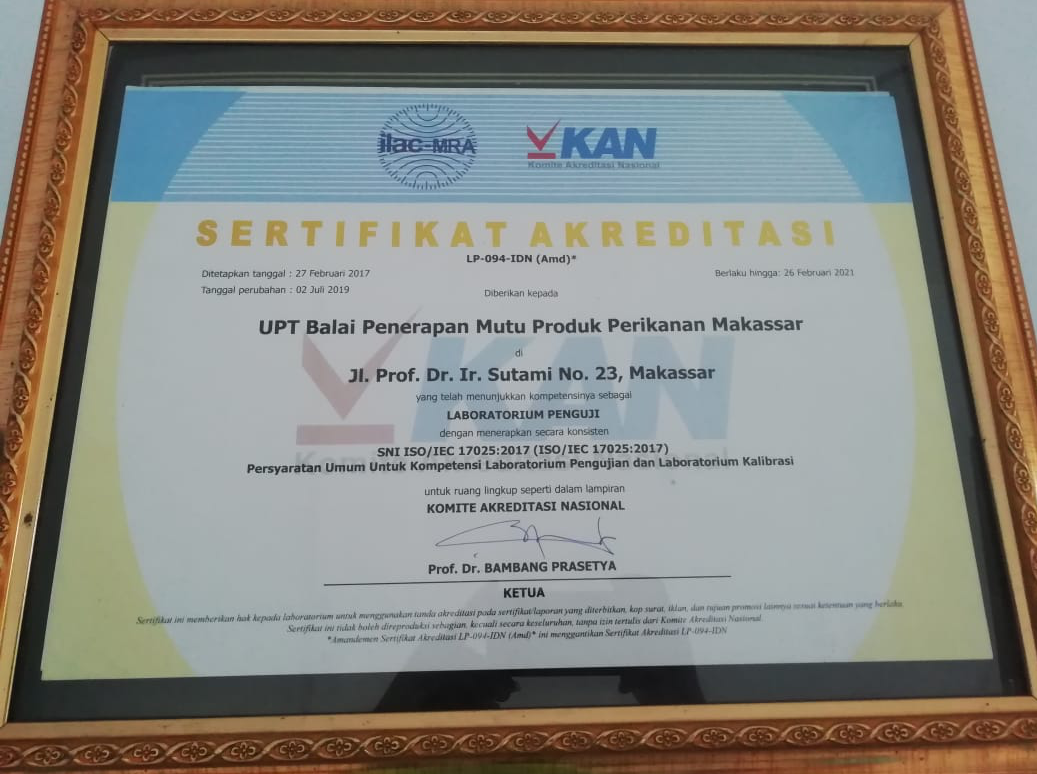 ilac-MRA
KAN
Komite Akreditasi Nasional
SERTIFIKAT AKREDITASI
LP-094-IDN (Amd)*
Ditetapkan tanggal : 27 Februari 2017
Berlaku hingga: 26 Februari 2021
Tanggal perubahan : 02 Juli 2019
Diberikan kepada
UPT Balai Penerapan Mutu Produk Perikanan Makassar
di
Jl. Prof. Dr. Ir. Sutami No. 23, Makassar
yang telah menunjukkan kompetensinya sebagai
LABORATORIUM PENGUJI
dengan menerapkan secara konsisten
SNI ISO/IEC 17025:2017 (ISO/IEC 17025:2017)
Persyaratan Umum Untuk Kompetensi Laboratorium Pengujian dan Laboratorium Kalibrasi
untuk ruang lingkup seperti dalam lampiran
KOMITE AKREDITASI NASIONAL
Prof. Dr. BAMBANG PRASETYA
KETUA
Sertifikat ini memberikan hak kepada laboratorium untuk menggunakan tanda akreditasi pada sertifikat/laporan yang diterbitkan, kop surat, iklan, dan tujuan promosi lainnya sesuai ketentuan yang berlaku.
Sertifikat ini tidak boleh direproduksi sebagian, kecuali secara keseluruhan, tanpa izin tertulis dari Komite Akreditasi Nasional
*Amandemen Sertifikat Akreditasi LP-094-IDN (Amd)* ini menggantikan Sertifikat Akreditasi LP-094-IDN